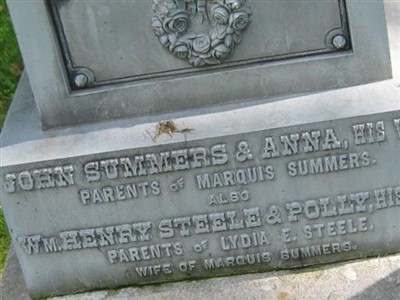 JOHN SUMMERS & ANNA, HIS
PARENTS OF MARQUIS SUMMERS.
ALSO
WM. HENRY STEELE & POLLY, HIS
PARENTS OF LYDIA E. STEELE,
WIFE OF MARQUIS SUMMERS.